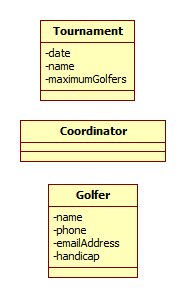 Tournament
-date
-name
-maximumGolfers
Coordinator
Golfer
-name
-phone
-emailAddress
-handicap